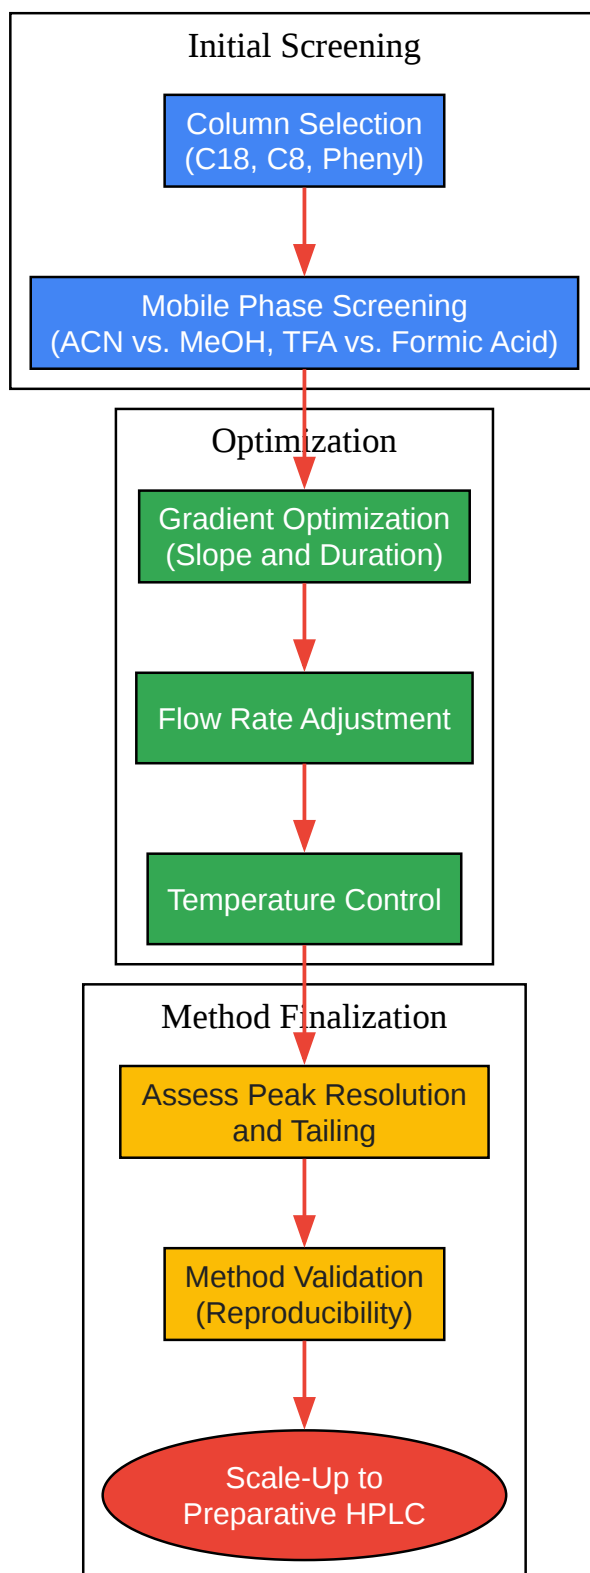 Initial Screening
Column Selection
(C18, C8, Phenyl)
Mobile Phase Screening
(ACN vs. MeOH, TFA vs. Formic Acid)
Optimization
Gradient Optimization
(Slope and Duration)
Flow Rate Adjustment
Temperature Control
Method Finalization
Assess Peak Resolution
and Tailing
Method Validation
(Reproducibility)
Scale-Up to
Preparative HPLC